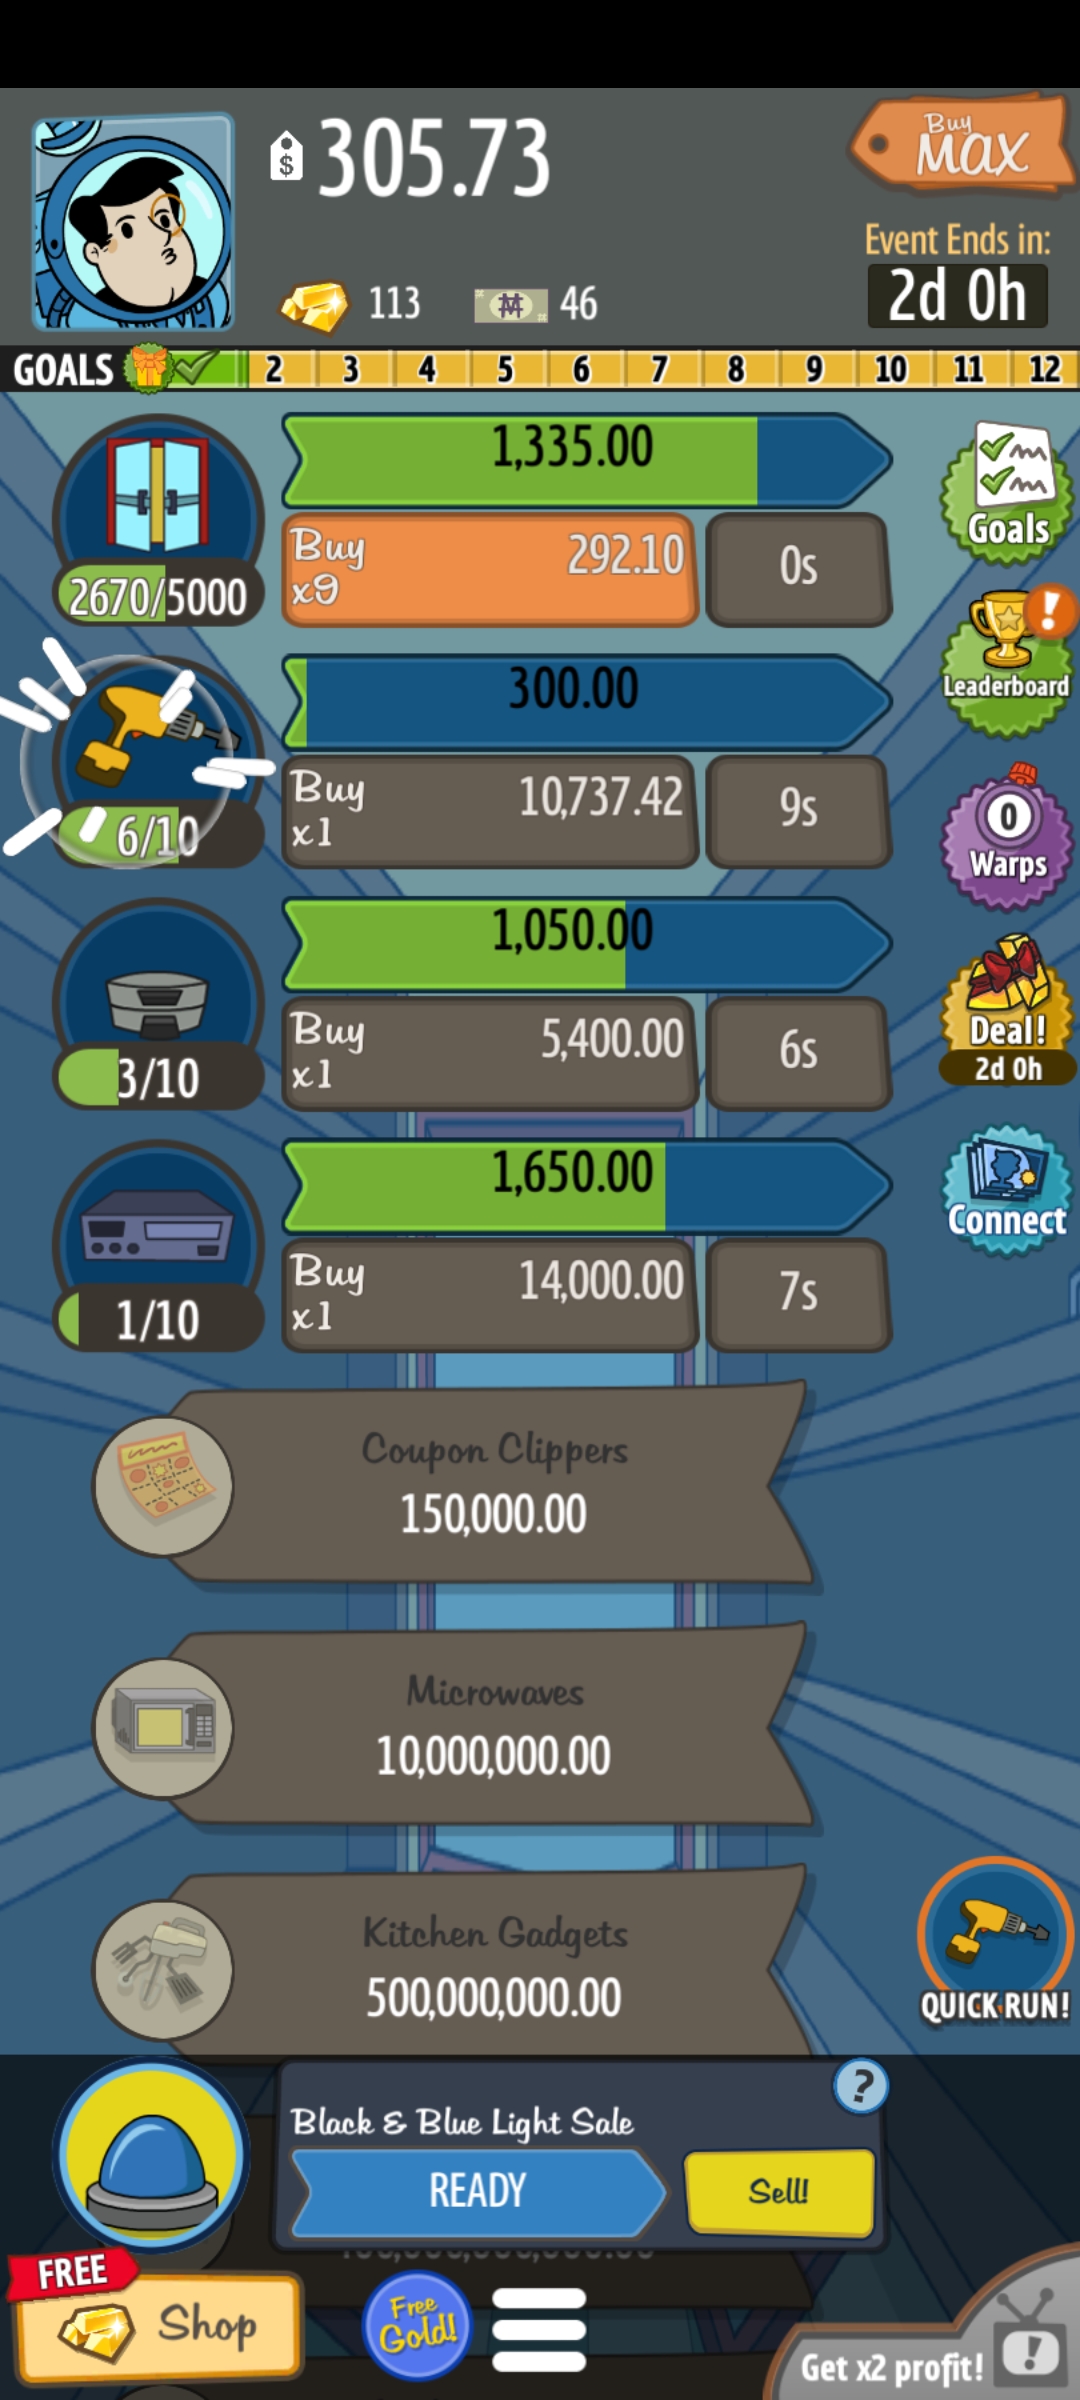 $ 305.73
Buy
MAX
113
46
Event Ends in:
2d 0h
GOALS 2 3 4 5 6 7 8 9 10 11 12
1,335.00
Buy
x9
292.10
0s
2670/5000
Goals
!
Leaderboard
300.00
Buy
x1
10,737.42
9s
6/10
0
Warps
1,050.00
Buy
x1
5,400.00
6s
3/10
Deal!
2d 0h
1,650.00
Buy
x1
14,000.00
7s
1/10
Connect
Coupon Clippers
150,000.00
Microwaves
10,000,000.00
Kitchen Gadgets
500,000,000.00
QUICK RUN!
?
Black & Blue Light Sale
READY
Sell!
FREE
Shop
Free
Gold!
!
Get x2 profit!